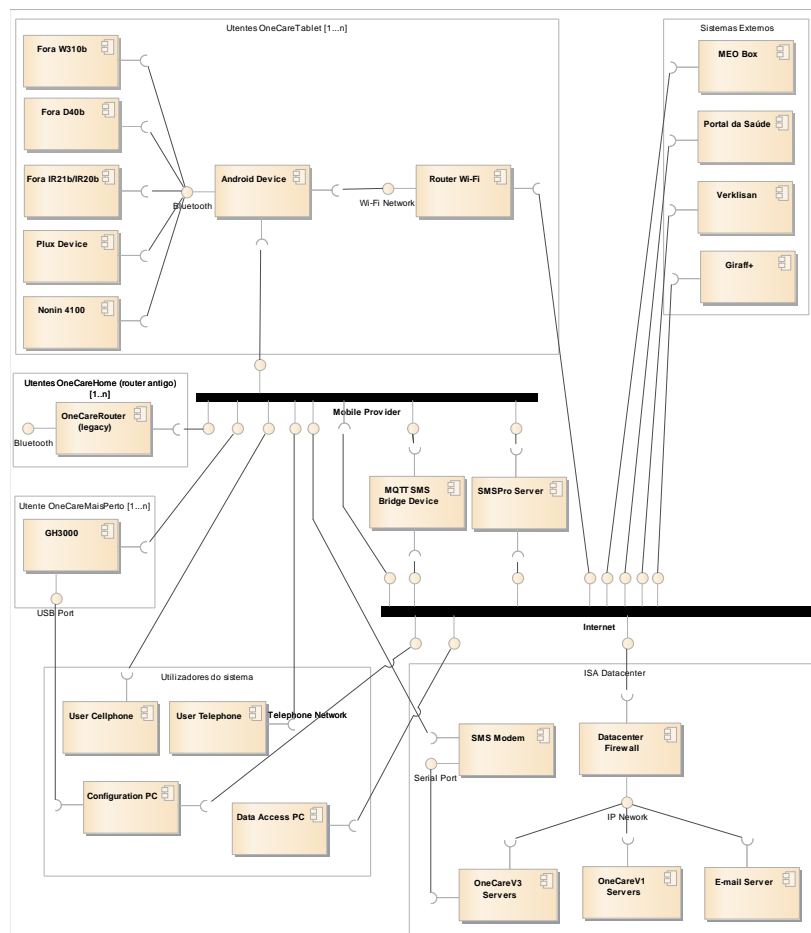 Utentes OneCareTablet [1...n]
Sistemas Externos
Fora W310b
MEO Box
Fora D40b
Portal da Saúde
Fora IR21b/IR20b
Android Device
Router Wi-Fi
Bluetooth
Wi-Fi Network
Verklisan
Plux Device
Giraff+
Nonin 4100
Utentes OneCareHome (router antigo)
[1..n]
OneCareRouter
(legacy)
Bluetooth
Mobile Provider
MQTT SMS
Bridge Device
SMSPro Server
Utente OneCareMaisPerto [1...n]
GH3000
USB Port
Internet
Utilizadores do sistema
ISA Datacenter
User Cellphone
User Telephone
Telephone Network
SMS Modem
Datacenter
Firewall
Serial Port
Configuration PC
Data Access PC
IP Nework
OneCareV3
Servers
OneCareV1
Servers
E-mail Server